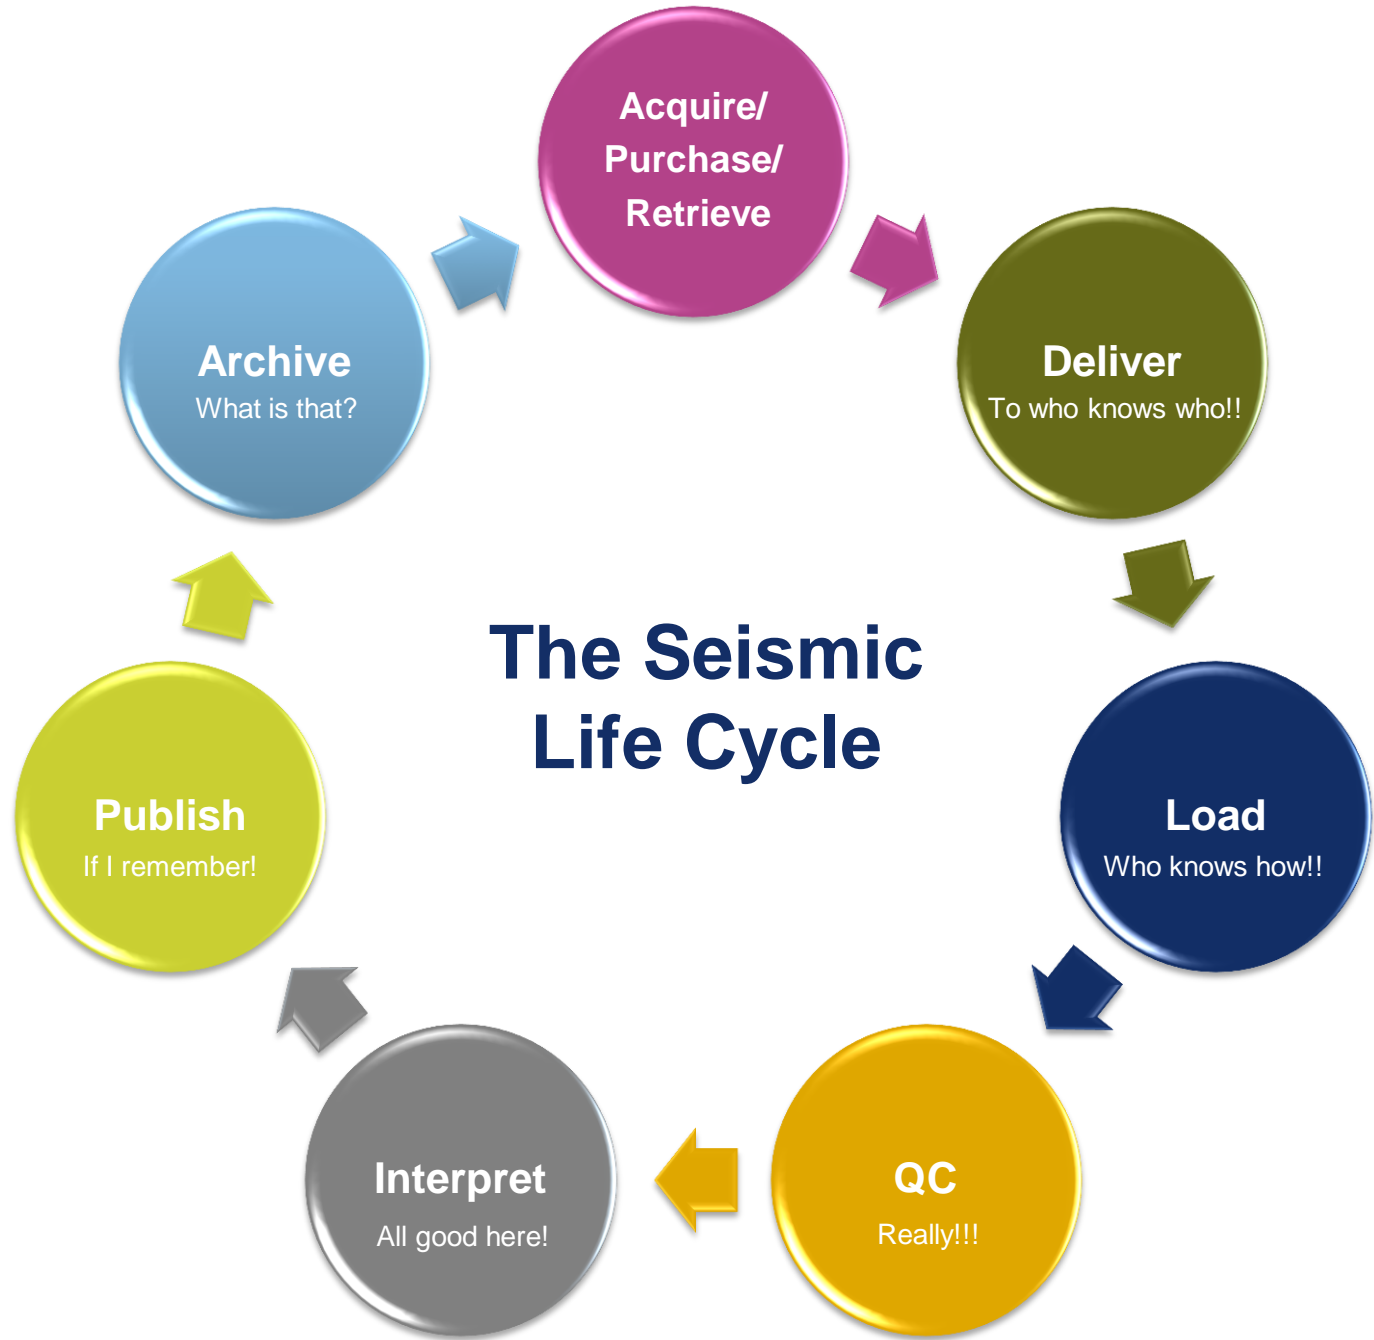 Acquire/
Purchase/
Retrieve
Deliver
To who knows who!!
Load
Who knows how!!
QC
Really!!!
Interpret
All good here!
Publish
If I remember!
Archive
What is that?
The Seismic
Life Cycle